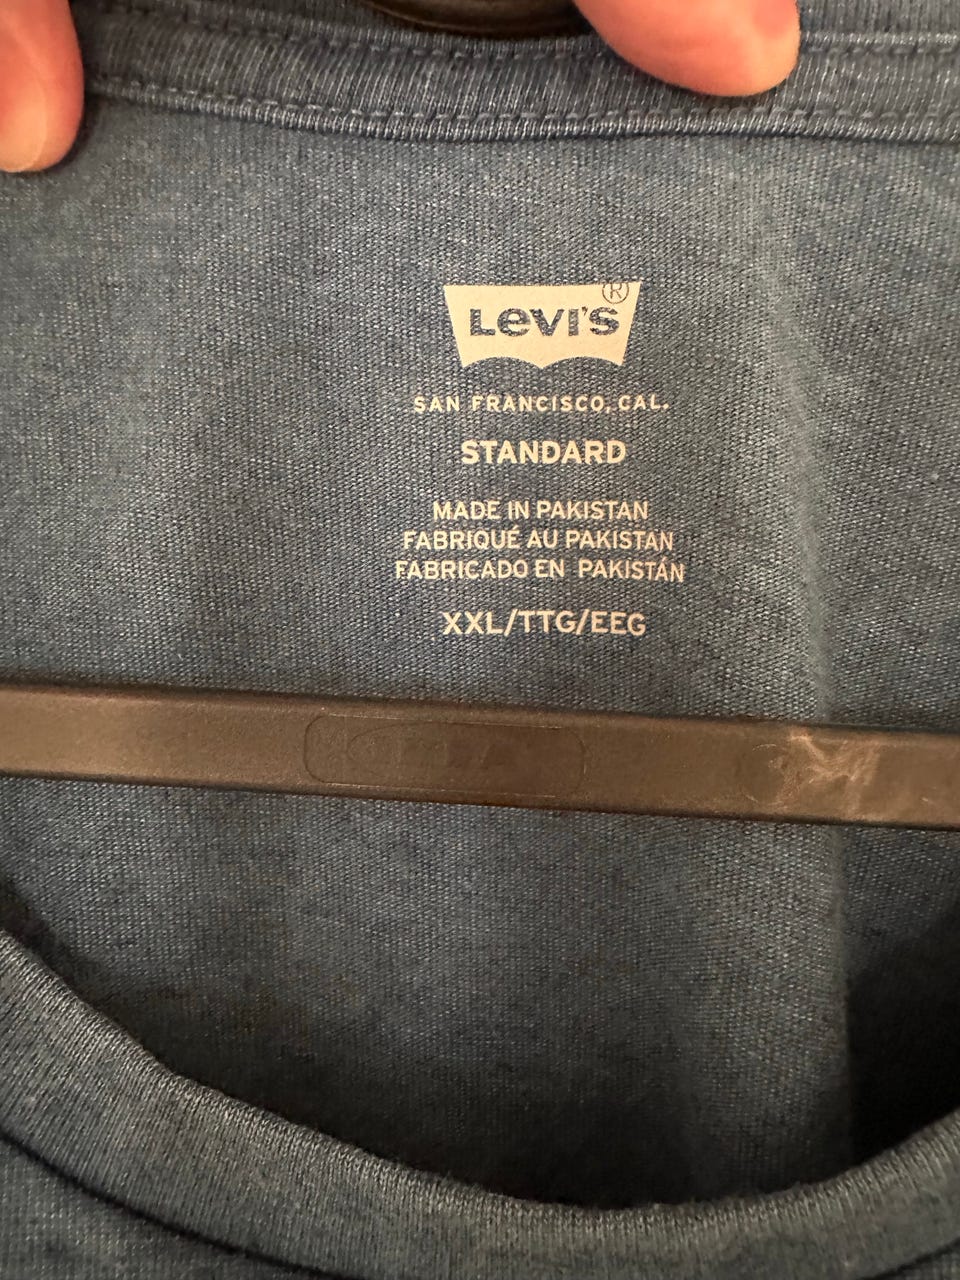 Levi's®
SAN FRANCISCO, CAL.
STANDARD
MADE IN PAKISTAN
FABRIQUÉ AU PAKISTAN
FABRICADO EN PAKISTÁN
XXL/TTG/EEG